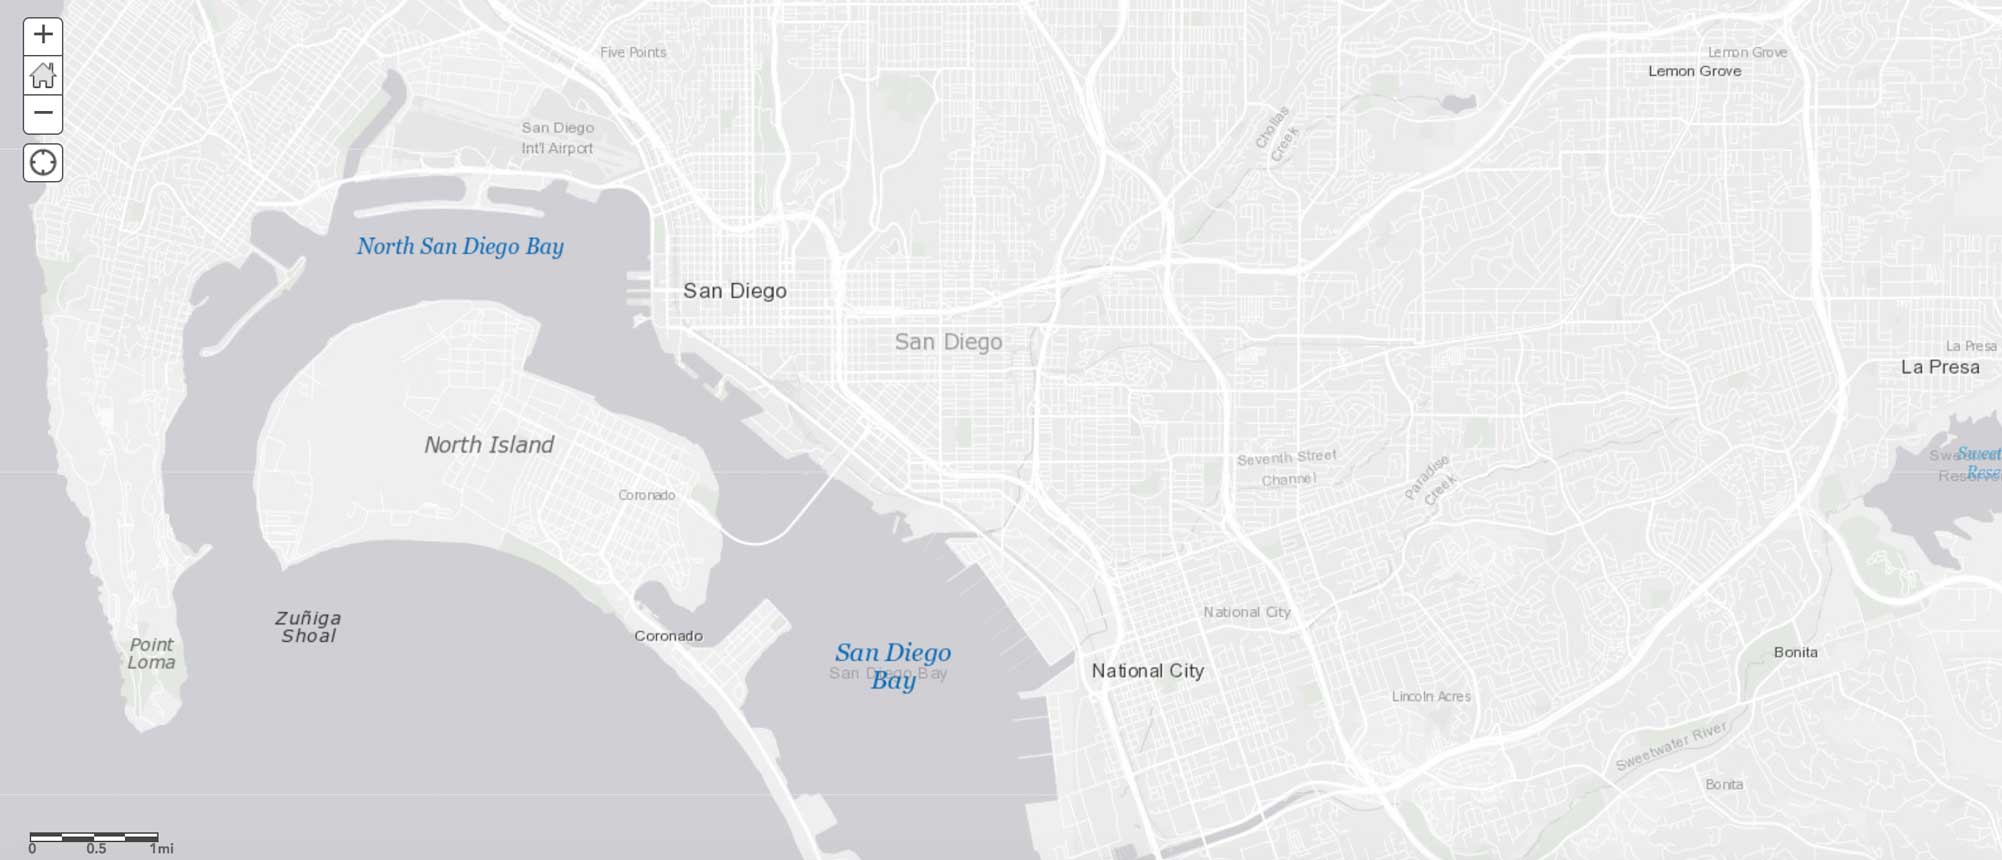 +
Five Points
Lemon Grove
Lemon Grove
−
San Diego
Int'l Airport
Chollas
Creek
North San Diego Bay
San Diego
San Diego
La Presa
La Presa
North Island
Seventh Street
Channel
Paradise
Creek
Coronado
Zuñiga
Shoal
Point
Loma
Coronado
San Diego
Bay
San Diego Bay
National City
National City
Bonita
Lincoln Acres
Sweetwater River
Bonita
0 0.5 1mi